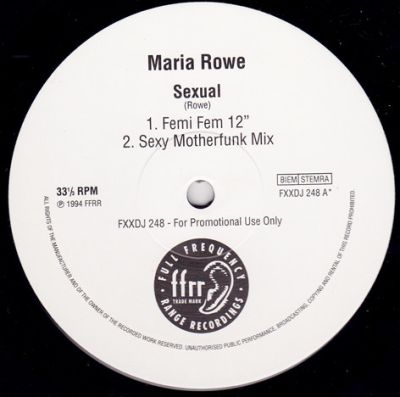 Maria Rowe
Sexual
(Rowe)
1. Femi Fem 12"
2. Sexy Motherfunk Mix
33⅓ RPM
℗ 1994 FFRR
BIEM STEMRA
FXXDJ 248 A*
FXXDJ 248 - For Promotional Use Only
FULL FREQUENCY
ffrr
TRADE MARK
RANGE RECORDINGS
ALL RIGHTS OF THE MANUFACTURER AND OF THE OWNER OF THE RECORDED WORK RESERVED. UNAUTHORISED PUBLIC PERFORMANCE, BROADCASTING, COPYING AND RENTAL OF THIS RECORD PROHIBITED.